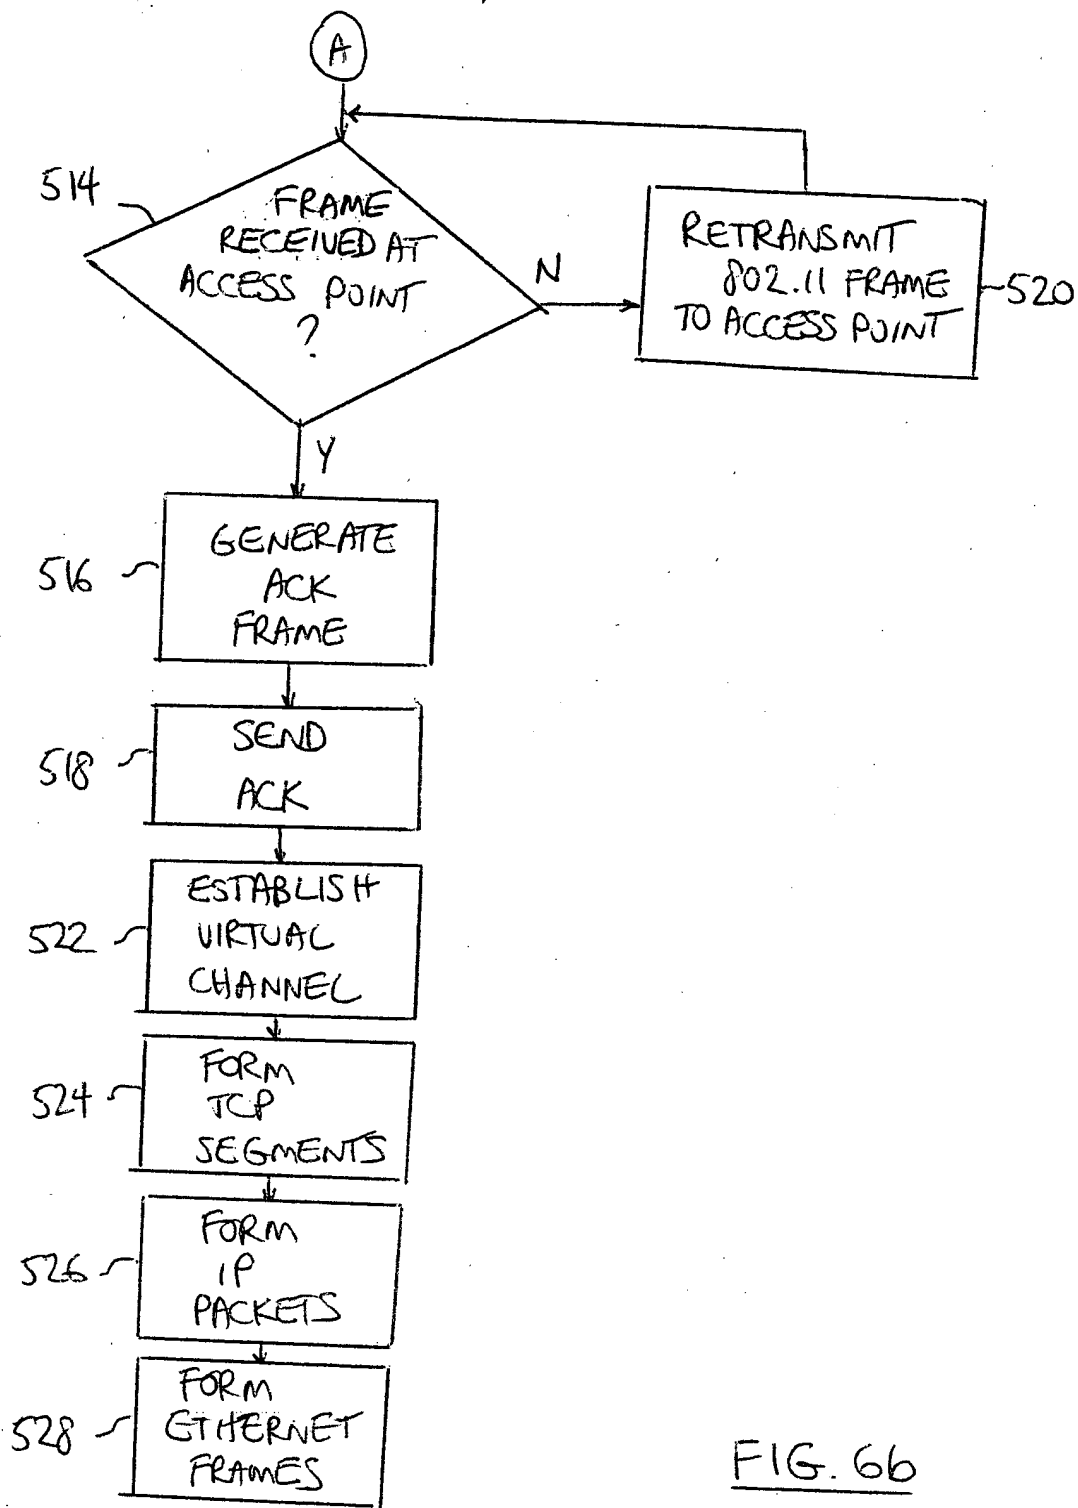 A
514
FRAME
RECEIVED AT
ACCESS POINT
?
N
RETRANSMIT
802.11 FRAME
TO ACCESS POINT
520
Y
516
GENERATE
ACK
FRAME
518
SEND
ACK
522
ESTABLISH
VIRTUAL
CHANNEL
524
FORM
TCP
SEGMENTS
526
FORM
IP
PACKETS
528
FORM
ETHERNET
FRAMES
FIG. 6b